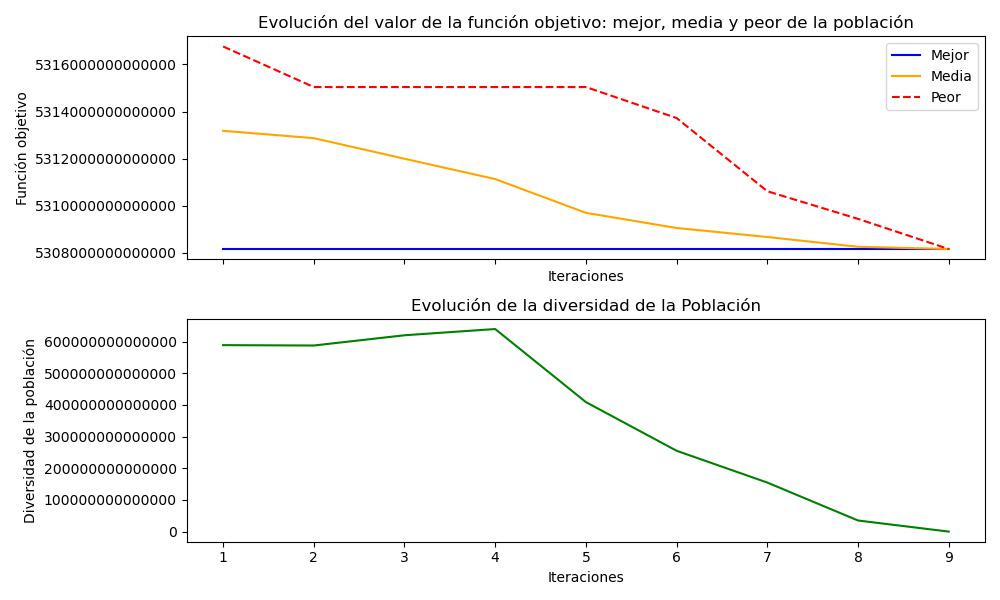 Evolución del valor de la función objetivo: mejor, media y peor de la población
Función objetivo
5316000000000000
5314000000000000
5312000000000000
5310000000000000
5308000000000000
Mejor
Media
Peor
Iteraciones
Evolución de la diversidad de la Población
Diversidad de la población
600000000000000
500000000000000
400000000000000
300000000000000
200000000000000
100000000000000
0
1 2 3 4 5 6 7 8 9
Iteraciones